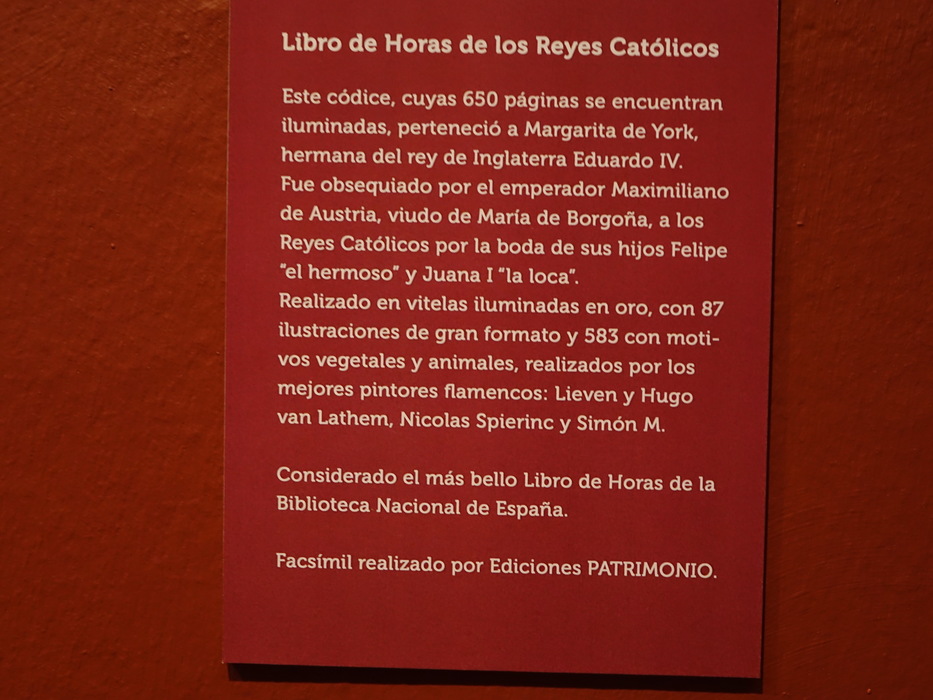 Libro de Horas de los Reyes Católicos
Este códice, cuyas 650 páginas se encuentran
iluminadas, perteneció a Margarita de York,
hermana del rey de Inglaterra Eduardo IV.
Fue obsequiado por el emperador Maximiliano
de Austria, viudo de María de Borgoña, a los
Reyes Católicos por la boda de sus hijos Felipe
"el hermoso" y Juana I "la loca".
Realizado en vitelas iluminadas en oro, con 87
ilustraciones de gran formato y 583 con moti-
vos vegetales y animales, realizados por los
mejores pintores flamencos: Lieven y Hugo
van Lathem, Nicolas Spierinc y Simón M.
Considerado el más bello Libro de Horas de la
Biblioteca Nacional de España.
Facsímil realizado por Ediciones PATRIMONIO.